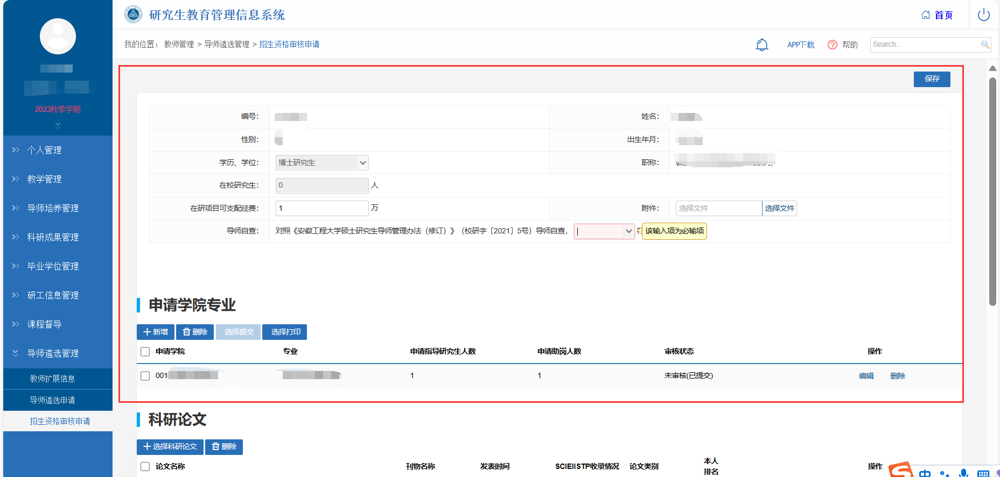 研究生教育管理信息系统
首页
我的位置： 教师管理 > 导师遴选管理 > 招生资格审核申请
APP下载
帮助
Search...
2023秋季学期
个人管理
教学管理
导师培养管理
科研成果管理
毕业学位管理
研工信息管理
课程督导
导师遴选管理
教师扩展信息
导师遴选申请
招生资格审核申请
保存
编号：
姓名：
性别：
出生年月：
学历、学位： 博士研究生
职称：
在校研究生： 0 人
在研项目可支配经费： 1 万
附件： 选择文件 选择文件
导师自查： 对照《安徽工程大学硕士研究生导师管理办法（修订）》（校研字〔2021〕5号）导师自查，
该输入项为必输项
申请学院专业
新增 删除 选择提交 选择打印
申请学院 专业 申请指导研究生人数 申请助岗人数 审核状态 操作
001 1 1 未审核(已提交) 编辑 删除
科研论文
选择科研论文 删除
论文名称 刊物名称 发表时间 SCIEIISTP收录情况 论文类别 本人排名 操作
中